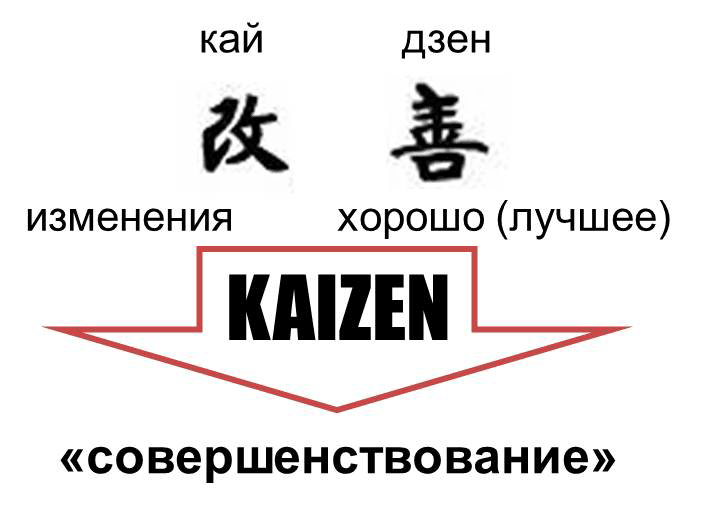 кай дзен
改 善
изменения хорошо (лучшее)
KAIZEN
«совершенствование»